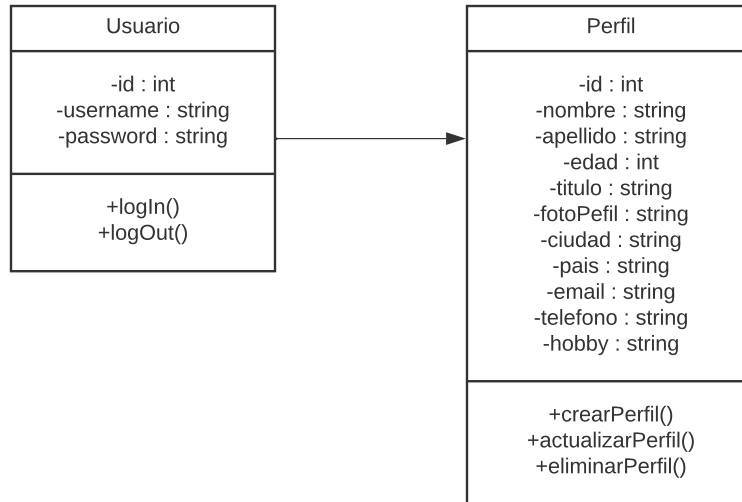 Usuario
-id : int
-username : string
-password : string
+logIn()
+logOut()
Perfil
-id : int
-nombre : string
-apellido : string
-edad : int
-titulo : string
-fotoPefil : string
-ciudad : string
-pais : string
-email : string
-telefono : string
-hobby : string
+crearPerfil()
+actualizarPerfil()
+eliminarPerfil()